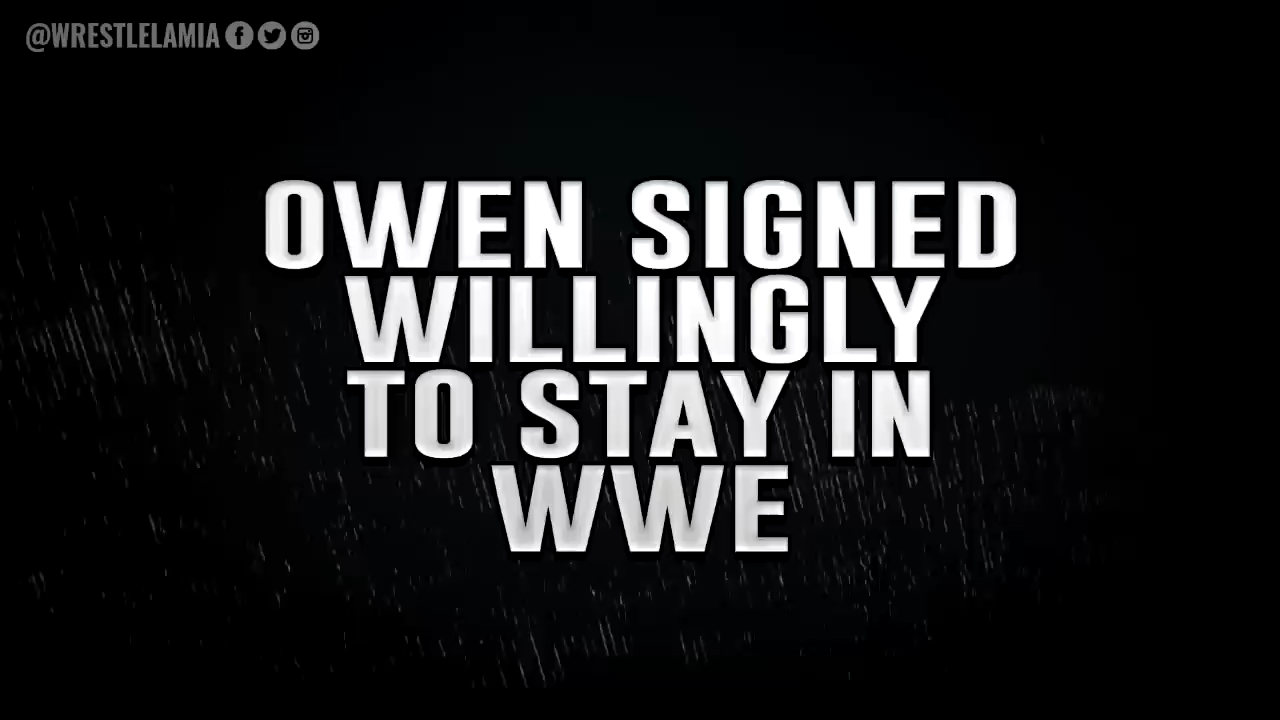 @WRESTLELAMIA
OWEN SIGNED
WILLINGLY
TO STAY IN
WWE